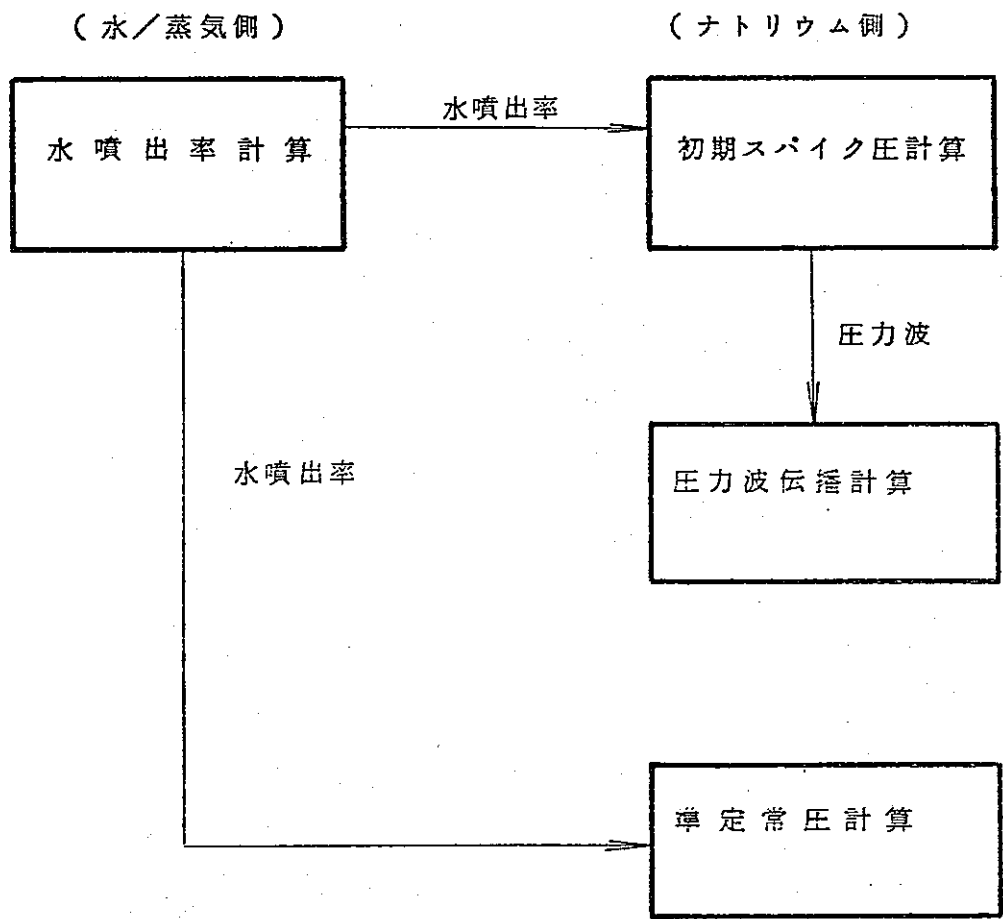 (水/蒸気側)
(ナトリウム側)
水噴出率計算
水噴出率
初期スパイク圧計算
圧力波
水噴出率
圧力波伝播計算
準定常圧計算